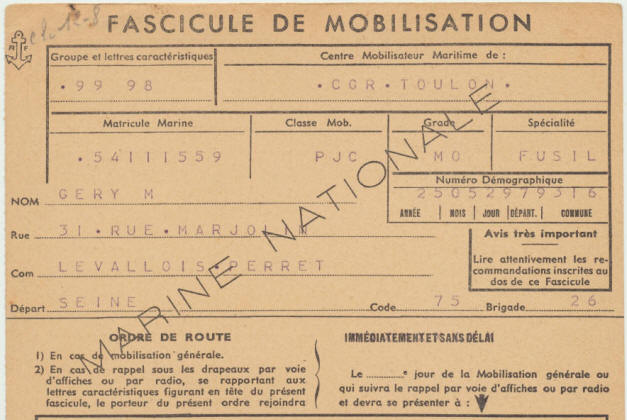 FASCICULE DE MOBILISATION
Groupe et lettres caractéristiques
Centre Mobilisateur Maritime de :
.99 98
.CGR.TOULON.
Matricule Marine
Classe Mob.
Grade
Spécialité
.54111559
PJC
MO
FUSIL
Numéro Démographique
2505297931 6
ANNÉE | MOIS | JOUR | DÉPART. | COMMUNE
NOM GERY M
Rue 31.RUE.MARJOLIN
Com LEVALLOIS.PERRET
Départ SEINE
Code 75 Brigade 26
Avis très important
Lire attentivement les re-
commandations inscrites au
dos de ce Fascicule
MARINE NATIONALE
ORDRE DE ROUTE
1) En cas de mobilisation générale.
2) En cas de rappel sous les drapeaux par voie
d'affiches ou par radio, se rapportant aux
lettres caractéristiques figurant en tête du présent
fascicule, le porteur du présent ordre rejoindra
IMMÉDIATEMENT ET SANS DÉLAI
Le e jour de la Mobilisation générale ou
qui suivra le rappel par voie d'affiches ou par radio
et devra se présenter à :